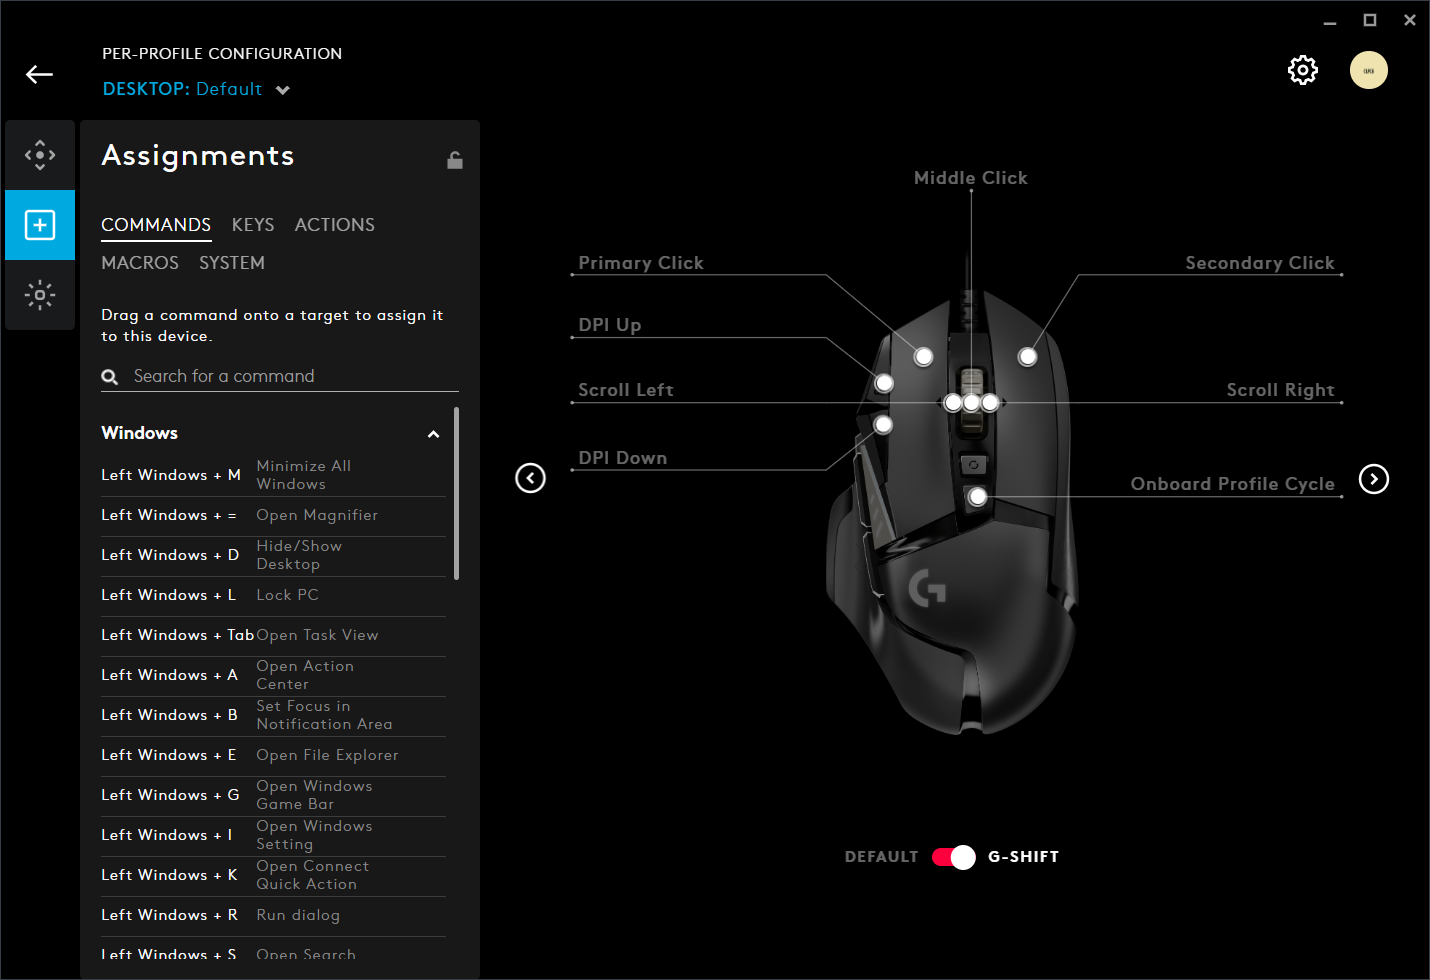 PER-PROFILE CONFIGURATION
DESKTOP: Default
Assignments
COMMANDS KEYS ACTIONS
MACROS SYSTEM
Drag a command onto a target to assign it
to this device.
Search for a command
Windows
Left Windows + M Minimize All
Windows
Left Windows + = Open Magnifier
Left Windows + D Hide/Show
Desktop
Left Windows + L Lock PC
Left Windows + Tab Open Task View
Left Windows + A Open Action
Center
Left Windows + B Set Focus in
Notification Area
Left Windows + E Open File Explorer
Left Windows + G Open Windows
Game Bar
Left Windows + I Open Windows
Setting
Left Windows + K Open Connect
Quick Action
Left Windows + R Run dialog
Left Windows + S Open Search
Middle Click
Primary Click
Secondary Click
DPI Up
Scroll Left
Scroll Right
DPI Down
Onboard Profile Cycle
G
DEFAULT G-SHIFT